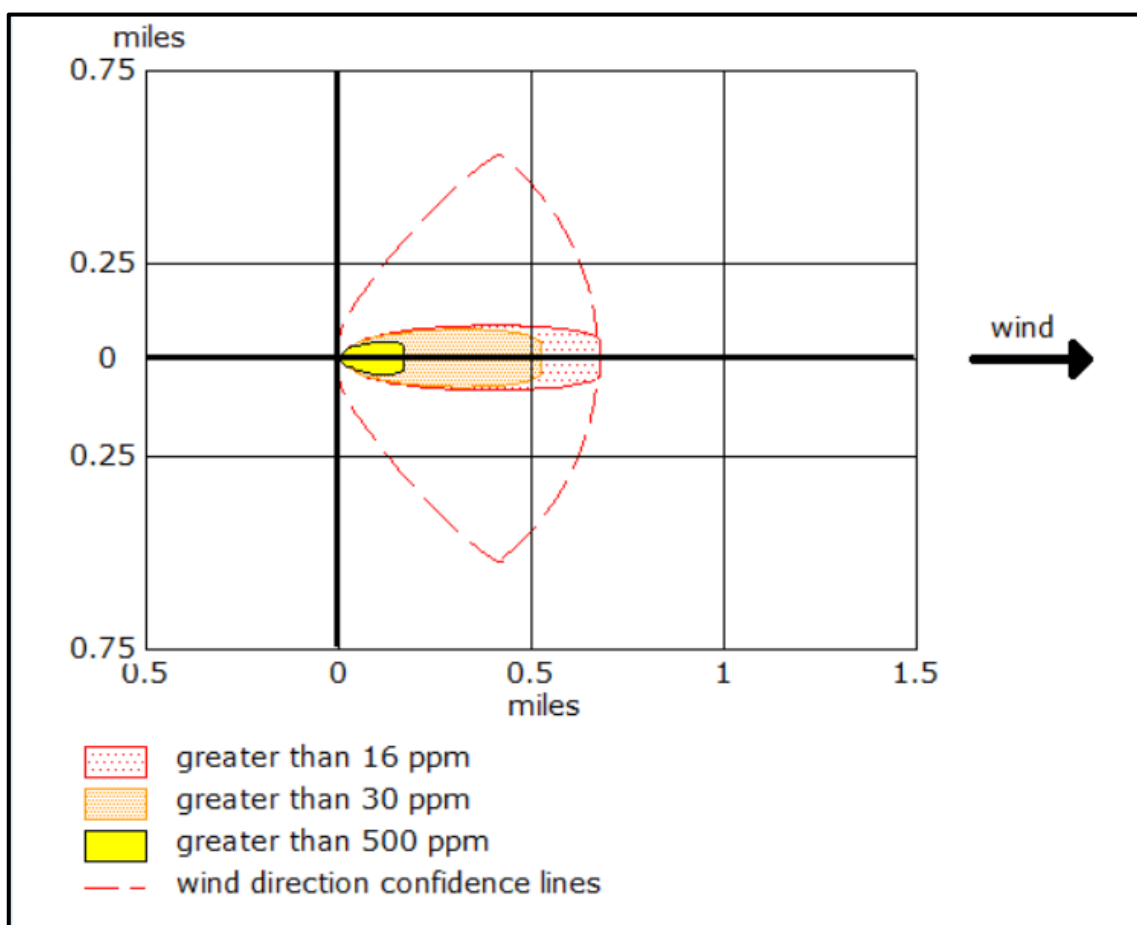 miles
0.75
0.25
0
0.25
0.75
0.5 0 0.5 1 1.5
miles
wind
greater than 16 ppm
greater than 30 ppm
greater than 500 ppm
wind direction confidence lines